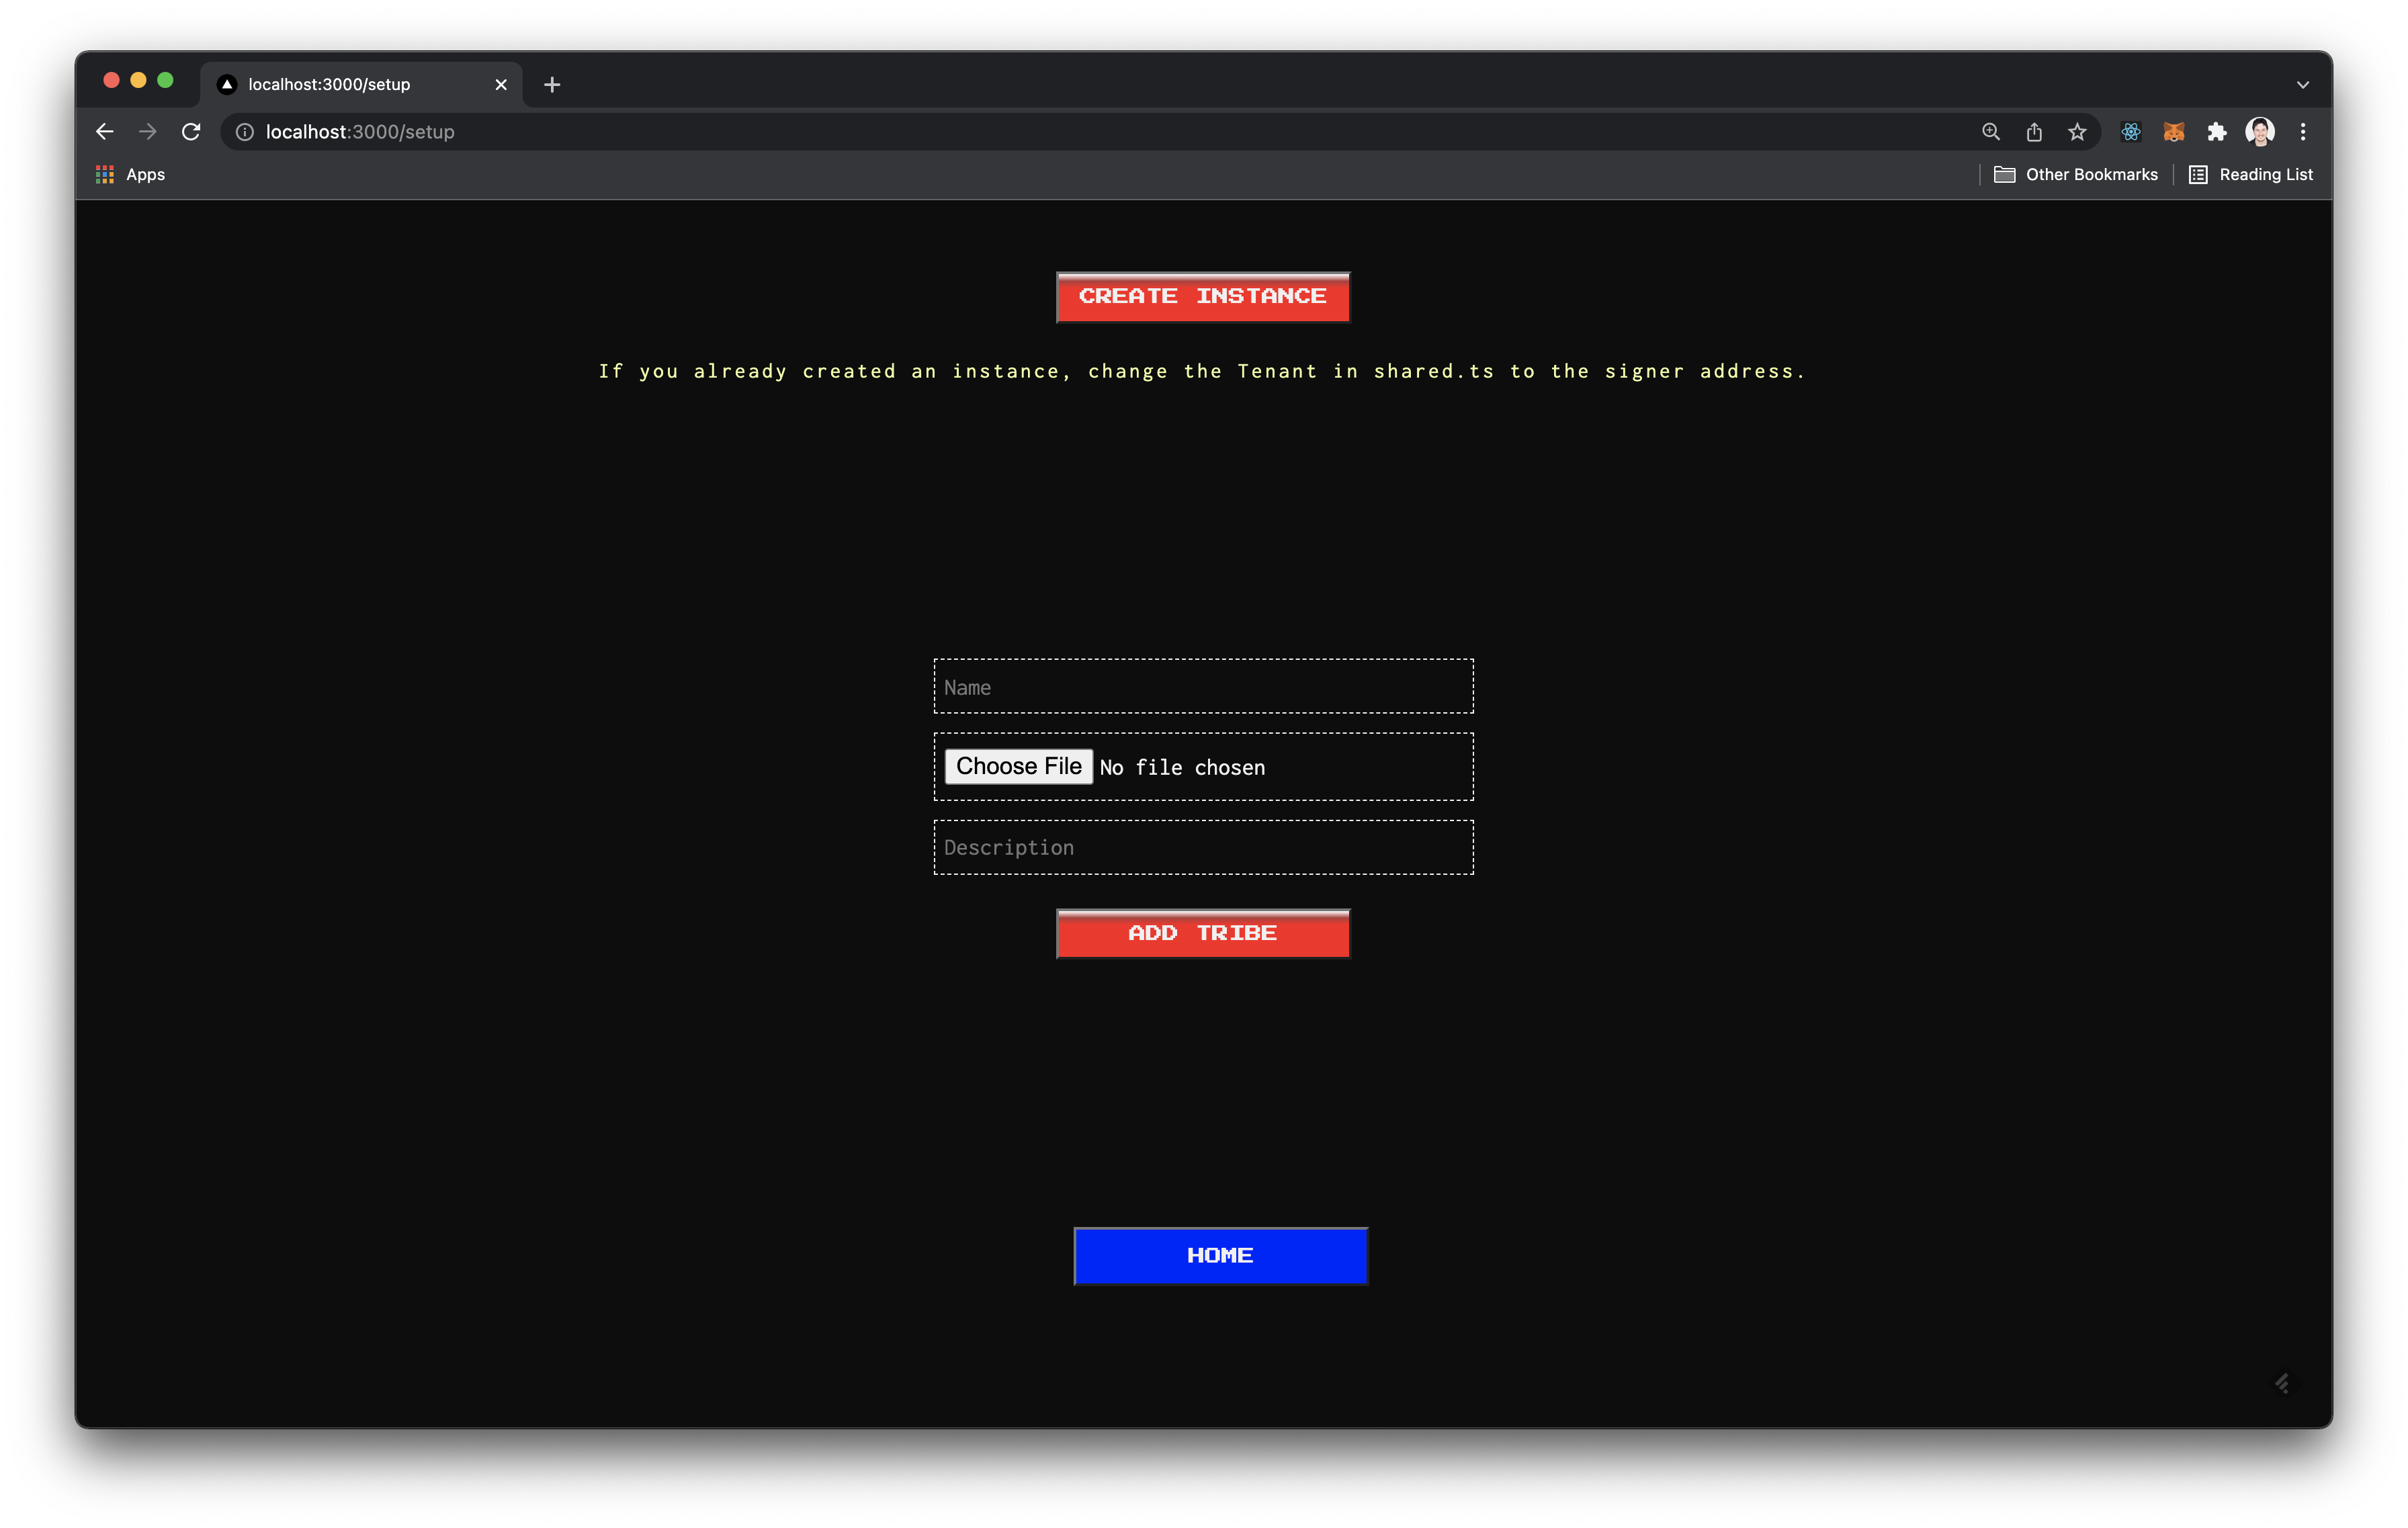 localhost:3000/setup
localhost:3000/setup
Apps
Other Bookmarks
Reading List
CREATE INSTANCE
If you already created an instance, change the Tenant in shared.ts to the signer address.
Name
Choose File No file chosen
Description
ADD TRIBE
HOME